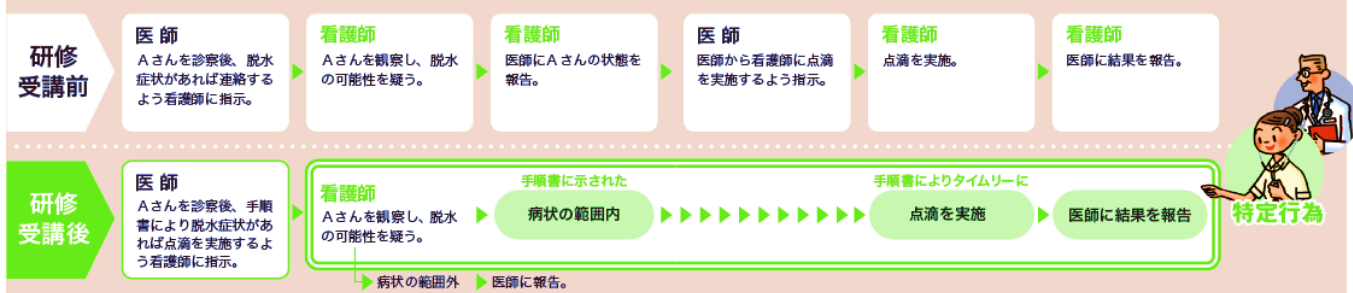 研修
受講前
医 師
Aさんを診察後、脱水
症状があれば連絡する
よう看護師に指示。
看護師
Aさんを観察し、脱水
の可能性を疑う。
看護師
医師にAさんの状態を
報告。
医 師
医師から看護師に点滴
を実施するよう指示。
看護師
点滴を実施。
看護師
医師に結果を報告。
研修
受講後
医 師
Aさんを診察後、手順
書により脱水症状があ
れば点滴を実施するよ
う看護師に指示。
看護師
Aさんを観察し、脱水
の可能性を疑う。
手順書に示された
病状の範囲内
手順書によりタイムリーに
点滴を実施
医師に結果を報告
特定行為
病状の範囲外
医師に報告。